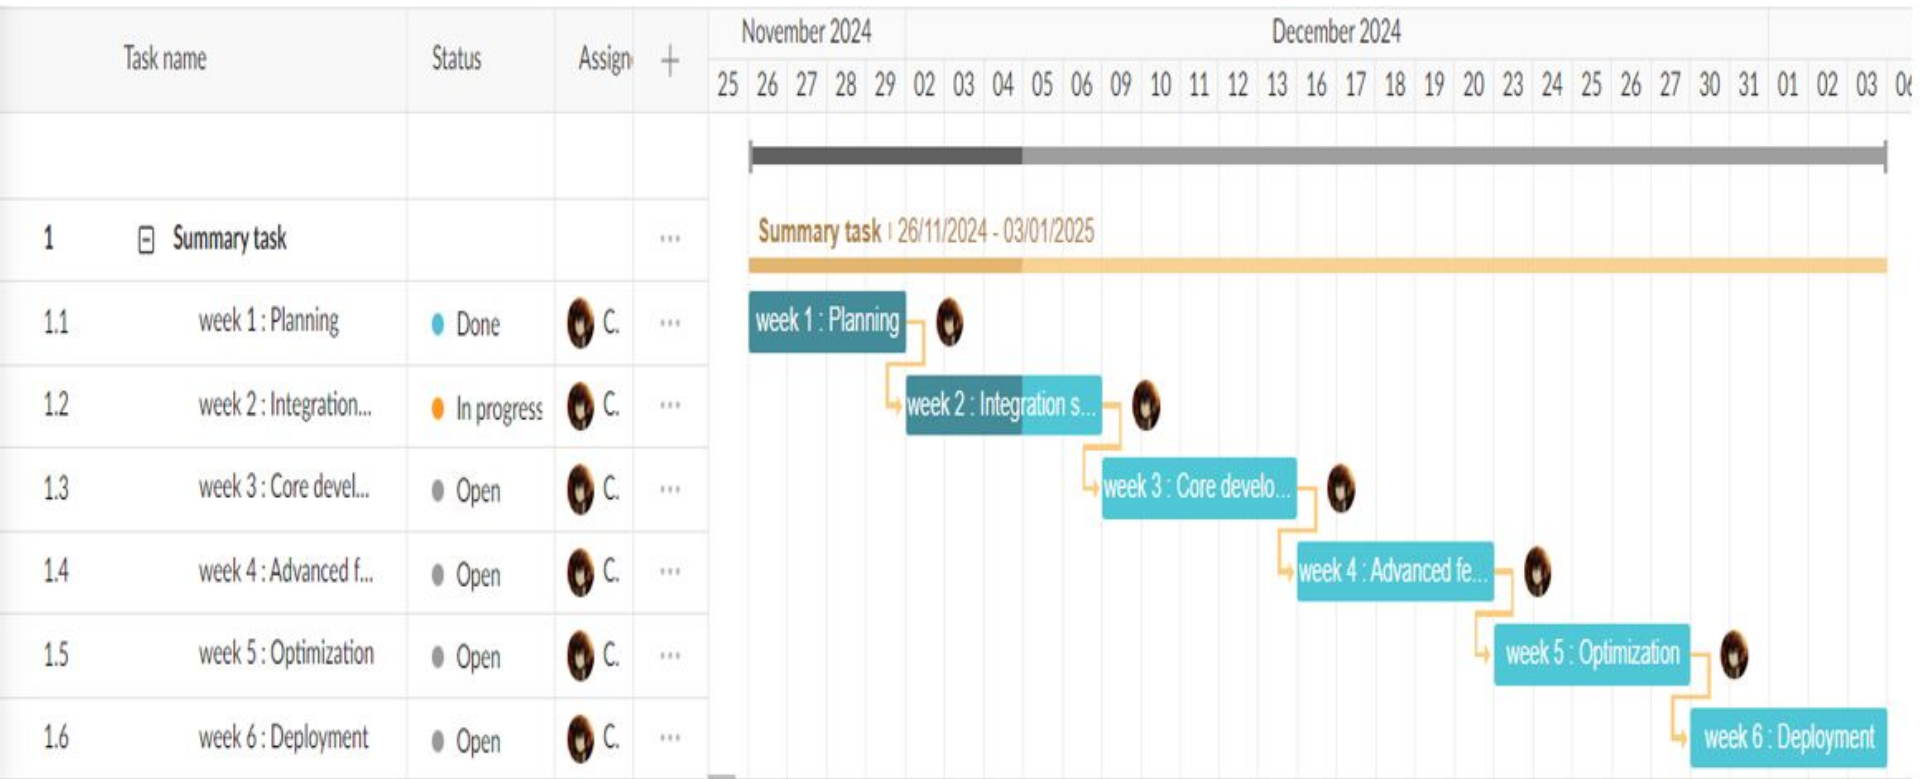 Task name Status Assign + November 2024 December 2024
25 26 27 28 29 02 03 04 05 06 09 10 11 12 13 16 17 18 19 20 23 24 25 26 27 30 31 01 02 03 06
1 Summary task ... Summary task : 26/11/2024 - 03/01/2025
1.1 week 1 : Planning Done C. ... week 1 : Planning
1.2 week 2 : Integration... In progress C. ... week 2 : Integration s...
1.3 week 3 : Core devel... Open C. ... week 3 : Core develo...
1.4 week 4 : Advanced f... Open C. ... week 4 : Advanced fe...
1.5 week 5 : Optimization Open C. ... week 5 : Optimization
1.6 week 6 : Deployment Open C. ... week 6 : Deployment